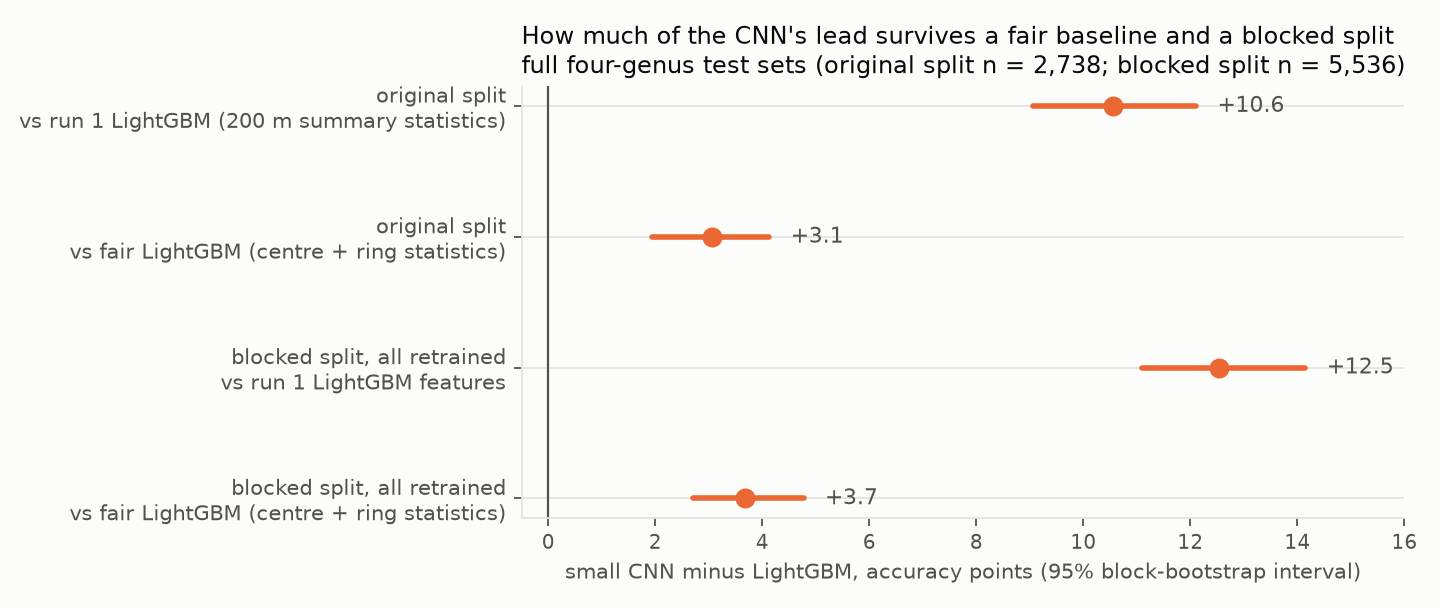 How much of the CNN's lead survives a fair baseline and a blocked split
full four-genus test sets (original split n = 2,738; blocked split n = 5,536)
original split
vs run 1 LightGBM (200 m summary statistics)
+10.6
original split
vs fair LightGBM (centre + ring statistics)
+3.1
blocked split, all retrained
vs run 1 LightGBM features
+12.5
blocked split, all retrained
vs fair LightGBM (centre + ring statistics)
+3.7
0 2 4 6 8 10 12 14 16
small CNN minus LightGBM, accuracy points (95% block-bootstrap interval)